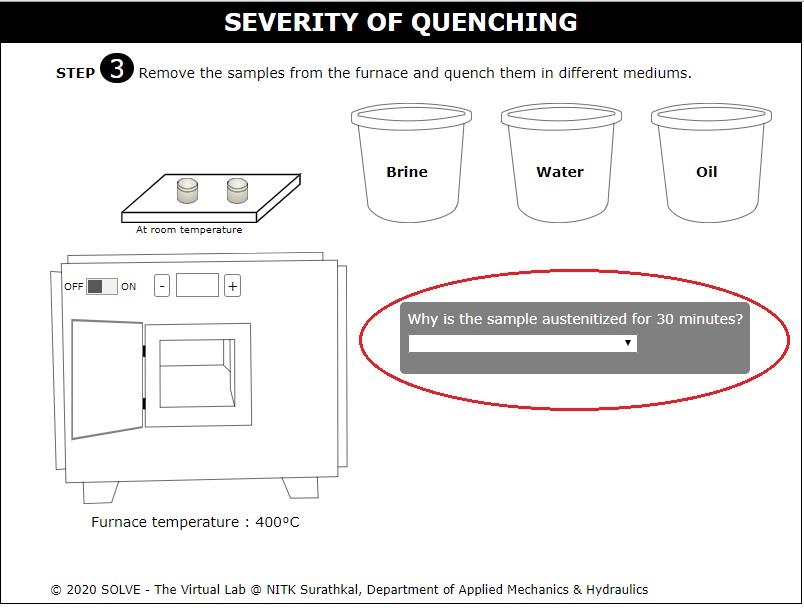 SEVERITY OF QUENCHING
STEP 3 Remove the samples from the furnace and quench them in different mediums.
Brine
Water
Oil
At room temperature
OFF ON - +
Why is the sample austenitized for 30 minutes?
Furnace temperature : 400°C
© 2020 SOLVE - The Virtual Lab @ NITK Surathkal, Department of Applied Mechanics & Hydraulics